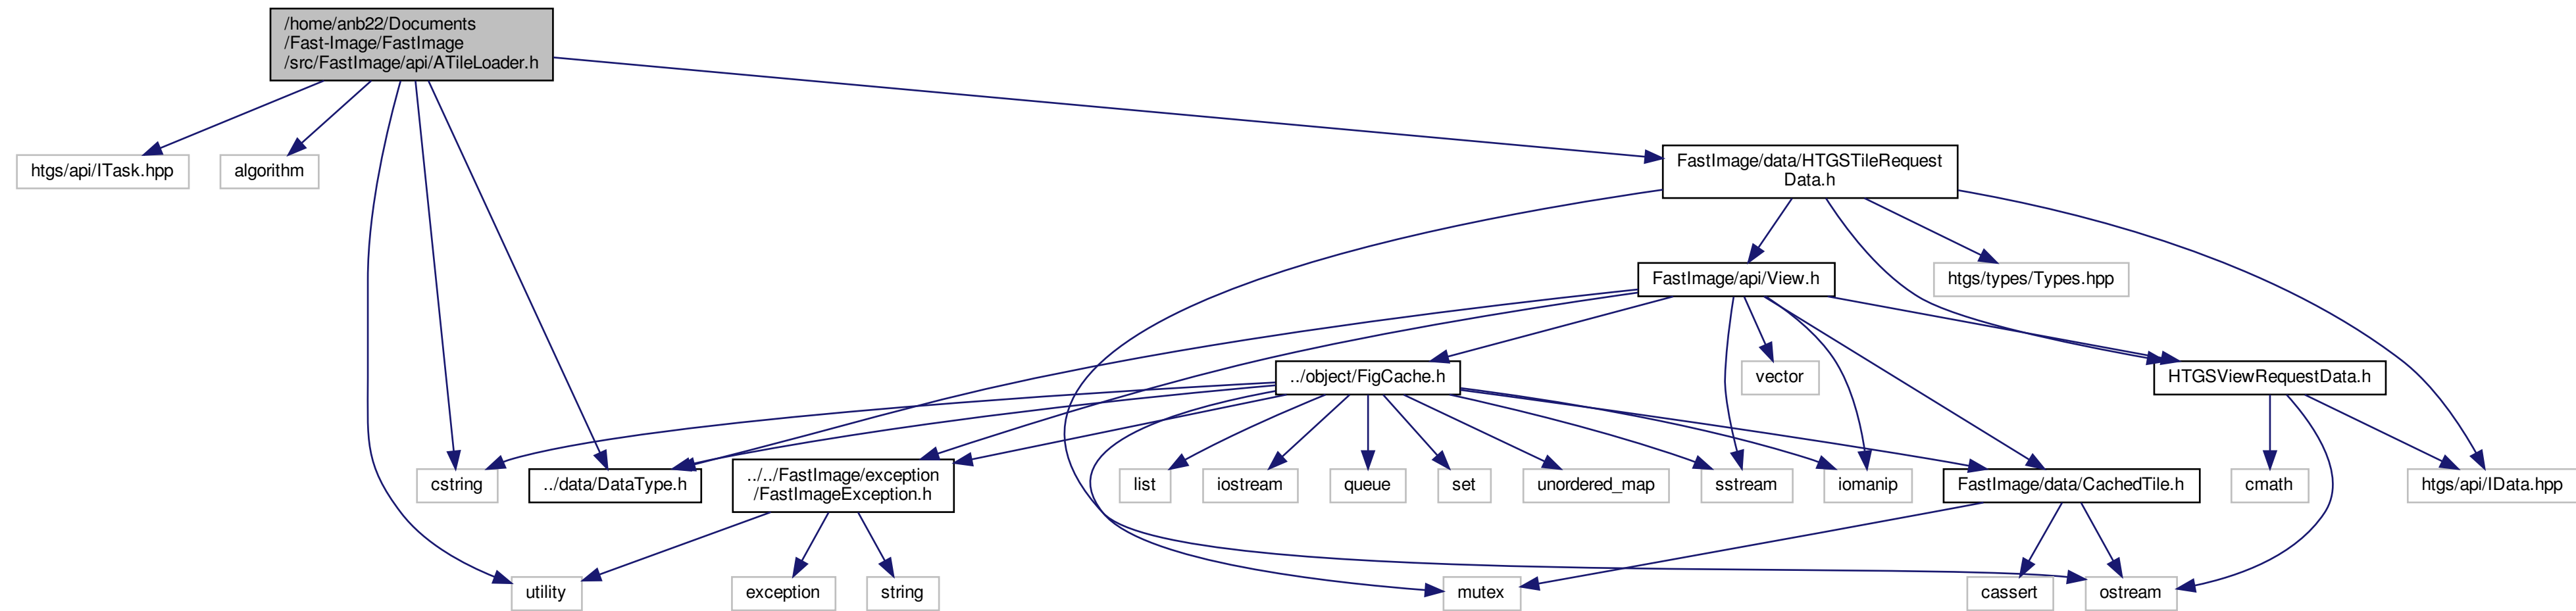 /home/anb22/Documents
/Fast-Image/FastImage
/src/FastImage/api/ATileLoader.h
htgs/api/ITask.hpp
algorithm
FastImage/data/HTGSTileRequest
Data.h
FastImage/api/View.h
htgs/types/Types.hpp
../object/FigCache.h
vector
HTGSViewRequestData.h
cstring
../data/DataType.h
../../FastImage/exception
/FastImageException.h
list
iostream
queue
set
unordered_map
sstream
iomanip
FastImage/data/CachedTile.h
cmath
htgs/api/IData.hpp
utility
exception
string
mutex
cassert
ostream